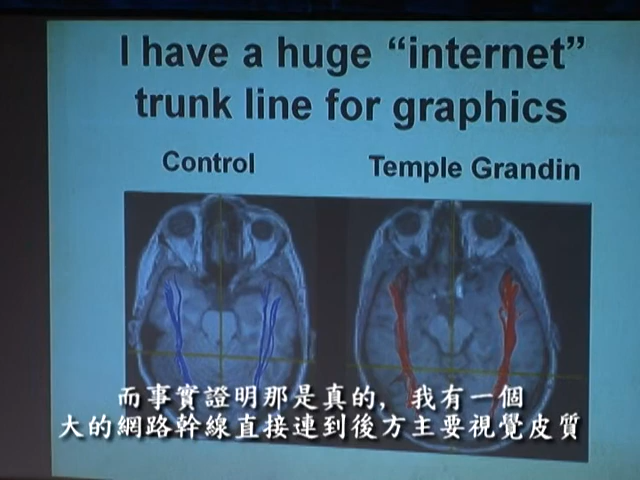 I have a huge “internet”
trunk line for graphics
Control
Temple Grandin
而事實證明那是真的, 我有一個
大的網路幹線直接連到後方主要視覺皮質